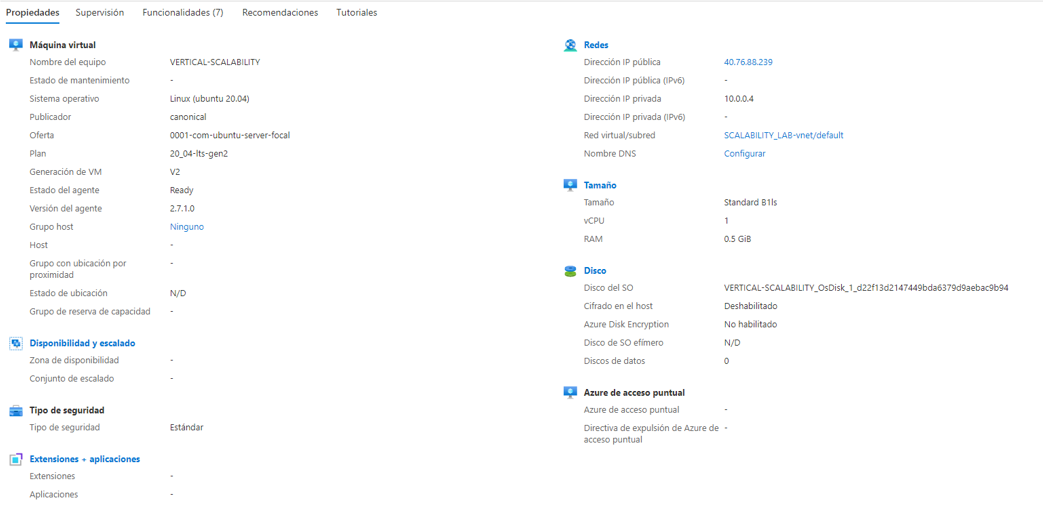 Propiedades Supervisión Funcionalidades (7) Recomendaciones Tutoriales
Máquina virtual
Nombre del equipo VERTICAL-SCALABILITY
Estado de mantenimiento -
Sistema operativo Linux (ubuntu 20.04)
Publicador canonical
Oferta 0001-com-ubuntu-server-focal
Plan 20_04-lts-gen2
Generación de VM V2
Estado del agente Ready
Versión del agente 2.7.1.0
Grupo host Ninguno
Host -
Grupo con ubicación por -
proximidad
Estado de ubicación N/D
Grupo de reserva de capacidad -
Disponibilidad y escalado
Zona de disponibilidad -
Conjunto de escalado -
Tipo de seguridad
Tipo de seguridad Estándar
Extensiones + aplicaciones
Extensiones -
Aplicaciones -
Redes
Dirección IP pública 40.76.88.239
Dirección IP pública (IPv6) -
Dirección IP privada 10.0.0.4
Dirección IP privada (IPv6) -
Red virtual/subred SCALABILITY_LAB-vnet/default
Nombre DNS Configurar
Tamaño
Tamaño Standard B1ls
vCPU 1
RAM 0.5 GiB
Disco
Disco del SO VERTICAL-SCALABILITY_OsDisk_1_d22f13d2147449bda6379d9aebac9b94
Cifrado en el host Deshabilitado
Azure Disk Encryption No habilitado
Disco de SO efímero N/D
Discos de datos 0
Azure de acceso puntual
Azure de acceso puntual -
Directiva de expulsión de Azure de -
acceso puntual